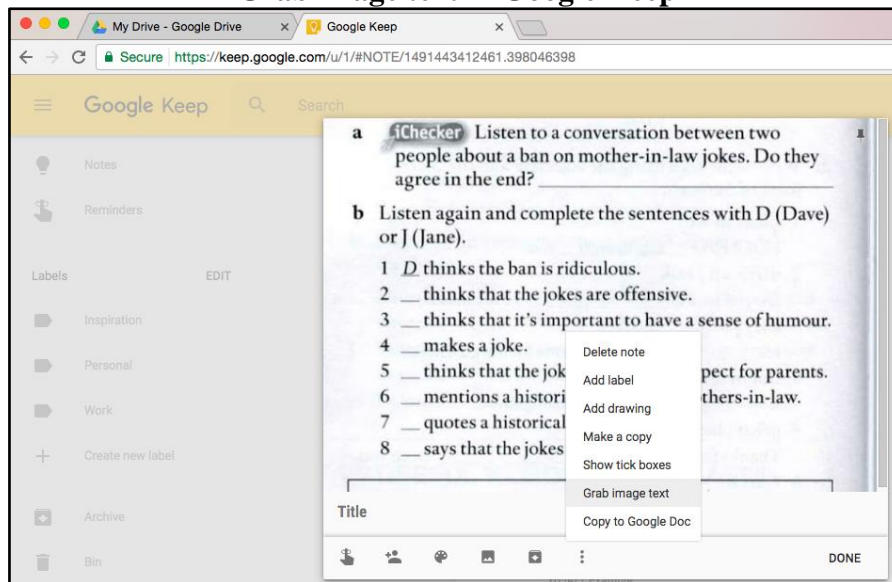 My Drive - Google Drive
Google Keep
Secure https://keep.google.com/u/1/#NOTE/1491443412461.398046398
Google Keep
Search
Notes
Reminders
Labels EDIT
Inspiration
Personal
Work
Create new label
Archive
Bin
a iChecker Listen to a conversation between two
people about a ban on mother-in-law jokes. Do they
agree in the end?
b Listen again and complete the sentences with D (Dave)
or J (Jane).
1 D thinks the ban is ridiculous.
2 __ thinks that the jokes are offensive.
3 __ thinks that it's important to have a sense of humour.
4 __ makes a joke.
5 __ thinks that the jok pect for parents.
6 __ mentions a histori thers-in-law.
7 __ quotes a historical
8 __ says that the jokes
Delete note
Add label
Add drawing
Make a copy
Show tick boxes
Grab image text
Copy to Google Doc
Title
DONE